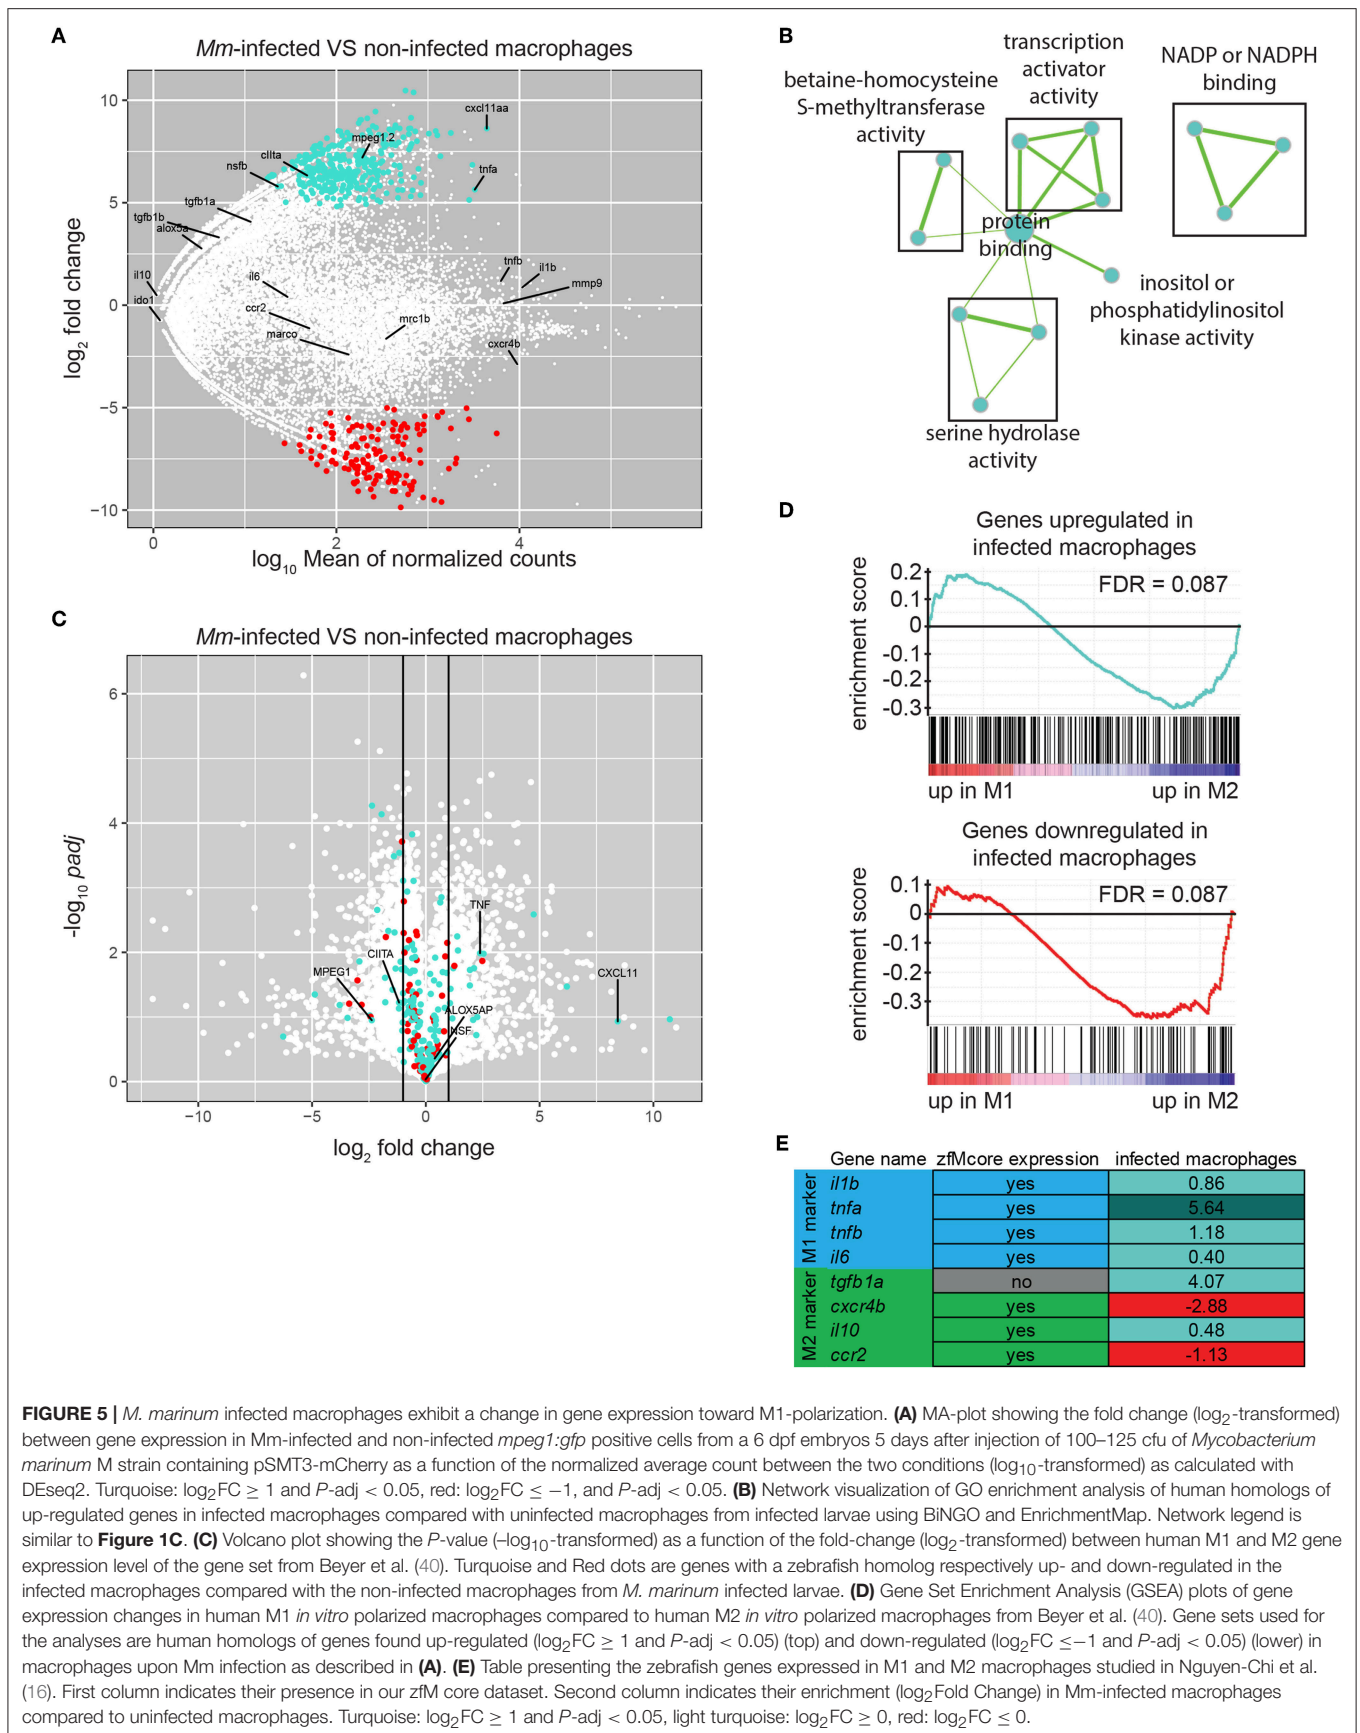 A
Mm-infected VS non-infected macrophages
10
5
0
−5
−10
log2 fold change
cxcl11aa
mpeg1.2
cIIta
nsfb
tnfa
tgfb1a
tgfb1b
alox5a
il10
ido1
il6
ccr2
marco
mrc1b
tnfb
il1b
mmp9
cxcr4b
0 2 4
log10 Mean of normalized counts
B
betaine-homocysteine
S-methyltransferase
activity
transcription
activator
activity
NADP or NADPH
binding
protein
binding
inositol or
phosphatidylinositol
kinase activity
serine hydrolase
activity
C
Mm-infected VS non-infected macrophages
6
4
2
0
-log10 padj
TNF
CIITA
MPEG1
CXCL11
ALOX5AP
NSF
−10 −5 0 5 10
log2 fold change
D
Genes upregulated in
infected macrophages
FDR = 0.087
enrichment score
0.2
0.1
0
-0.1
-0.2
-0.3
up in M1 up in M2
Genes downregulated in
infected macrophages
FDR = 0.087
enrichment score
0.1
0
-0.1
-0.2
-0.3
up in M1 up in M2
E
Gene name zfMcore expression infected macrophages
M1 marker
il1b yes 0.86
tnfa yes 5.64
tnfb yes 1.18
il6 yes 0.40
M2 marker
tgfb1a no 4.07
cxcr4b yes -2.88
il10 yes 0.48
ccr2 yes -1.13
FIGURE 5 | M. marinum infected macrophages exhibit a change in gene expression toward M1-polarization. (A) MA-plot showing the fold change (log2-transformed)
between gene expression in Mm-infected and non-infected mpeg1:gfp positive cells from a 6 dpf embryos 5 days after injection of 100–125 cfu of Mycobacterium
marinum M strain containing pSMT3-mCherry as a function of the normalized average count between the two conditions (log10-transformed) as calculated with
DEseq2. Turquoise: log2FC ≥ 1 and P-adj < 0.05, red: log2FC ≤ −1, and P-adj < 0.05. (B) Network visualization of GO enrichment analysis of human homologs of
up-regulated genes in infected macrophages compared with uninfected macrophages from infected larvae using BiNGO and EnrichmentMap. Network legend is
similar to Figure 1C. (C) Volcano plot showing the P-value (–log10-transformed) as a function of the fold-change (log2-transformed) between human M1 and M2 gene
expression level of the gene set from Beyer et al. (40). Turquoise and Red dots are genes with a zebrafish homolog respectively up- and down-regulated in the
infected macrophages compared with the non-infected macrophages from M. marinum infected larvae. (D) Gene Set Enrichment Analysis (GSEA) plots of gene
expression changes in human M1 in vitro polarized macrophages compared to human M2 in vitro polarized macrophages from Beyer et al. (40). Gene sets used for
the analyses are human homologs of genes found up-regulated (log2FC ≥ 1 and P-adj < 0.05) (top) and down-regulated (log2FC ≤−1 and P-adj < 0.05) (lower) in
macrophages upon Mm infection as described in (A). (E) Table presenting the zebrafish genes expressed in M1 and M2 macrophages studied in Nguyen-Chi et al.
(16). First column indicates their presence in our zfM core dataset. Second column indicates their enrichment (log2Fold Change) in Mm-infected macrophages
compared to uninfected macrophages. Turquoise: log2FC ≥ 1 and P-adj < 0.05, light turquoise: log2FC ≥ 0, red: log2FC ≤ 0.